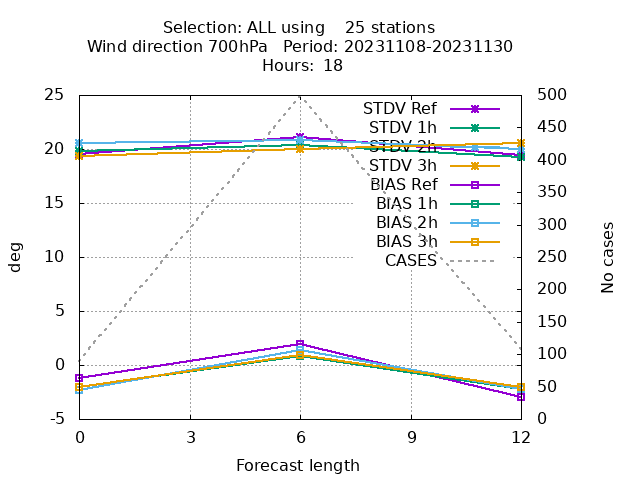 Selection: ALL using    25 stations
Wind direction 700hPa   Period: 20231108-20231130
Hours: 18
25
20
15
10
5
0
-5
deg
500
450
400
350
300
250
200
150
100
50
0
No cases
STDV Ref
STDV 1h
STDV 2h
STDV 3h
BIAS Ref
BIAS 1h
BIAS 2h
BIAS 3h
CASES
0 3 6 9 12
Forecast length